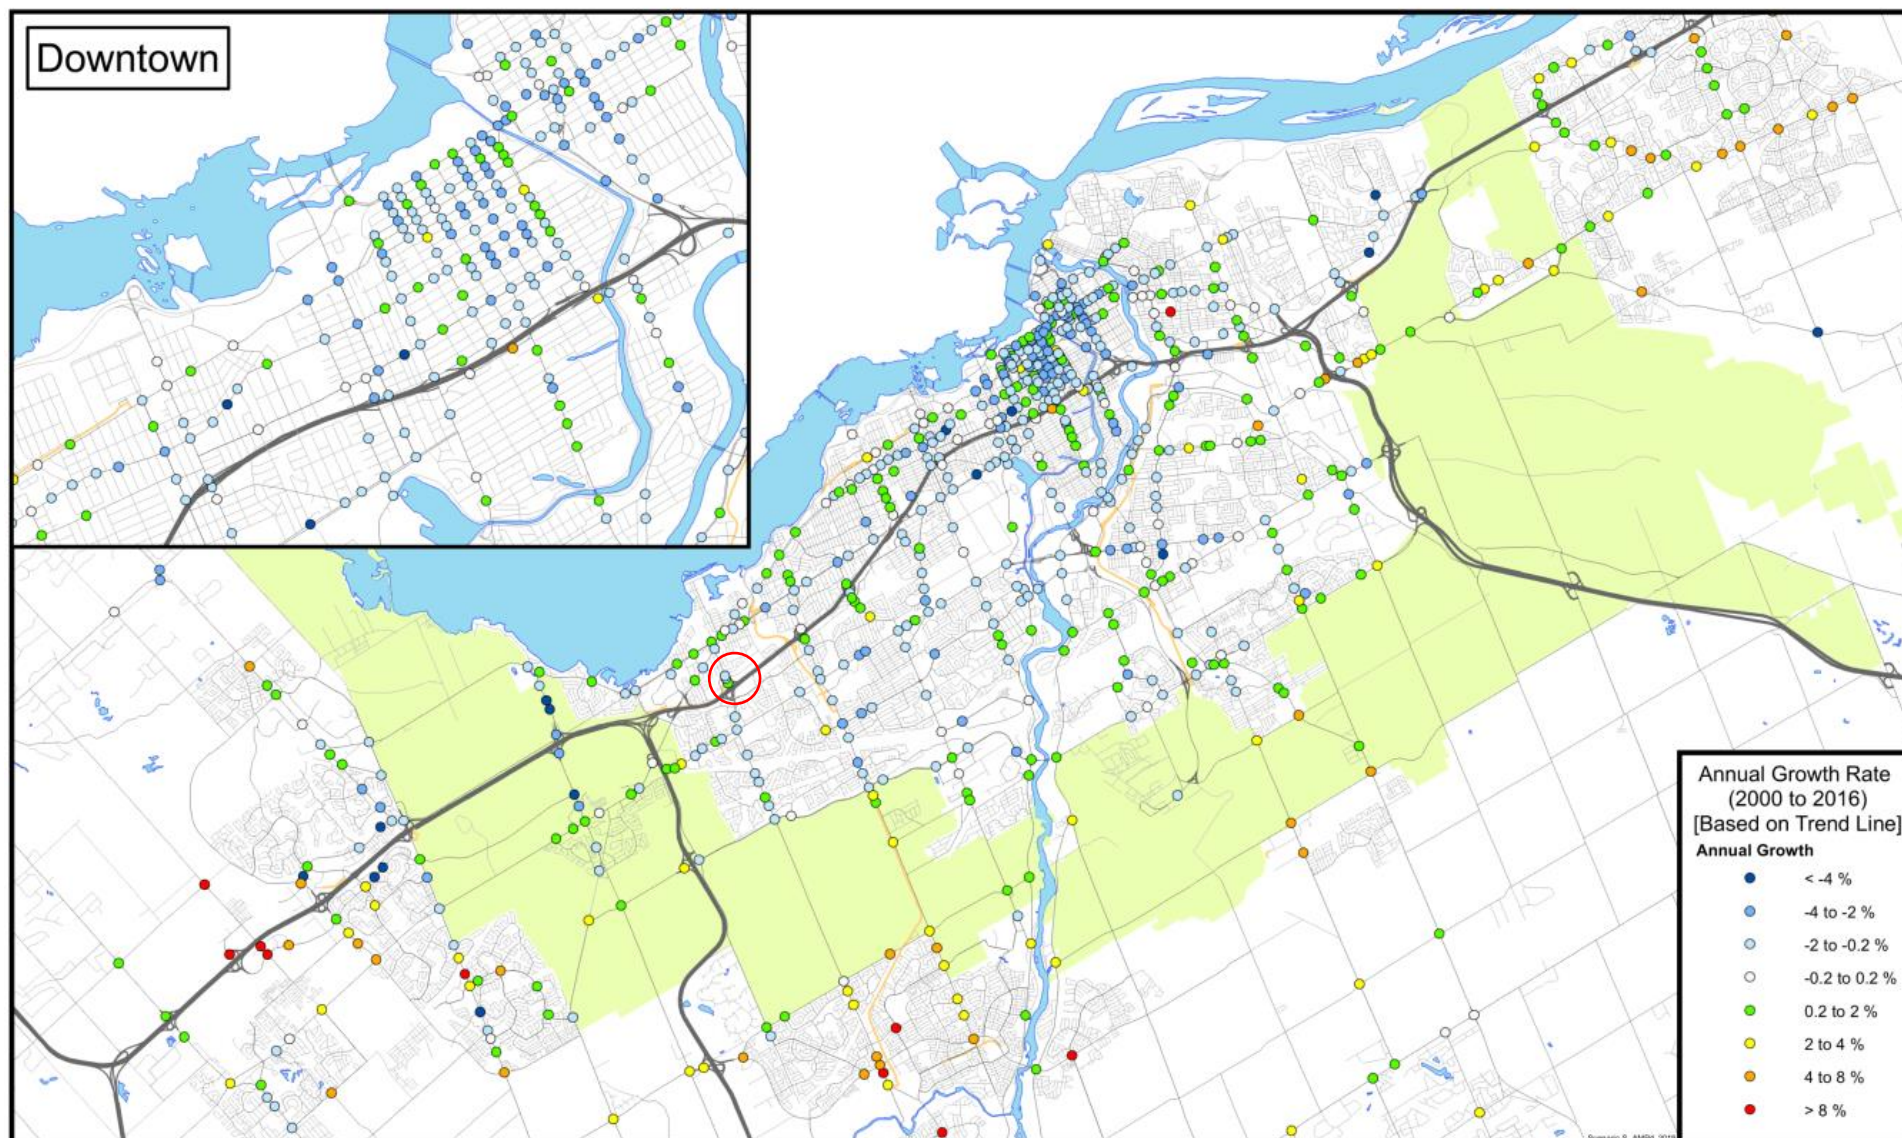 Downtown
Annual Growth Rate
(2000 to 2016)
[Based on Trend Line]
Annual Growth
< -4 %
-4 to -2 %
-2 to -0.2 %
-0.2 to 0.2 %
0.2 to 2 %
2 to 4 %
4 to 8 %
> 8 %